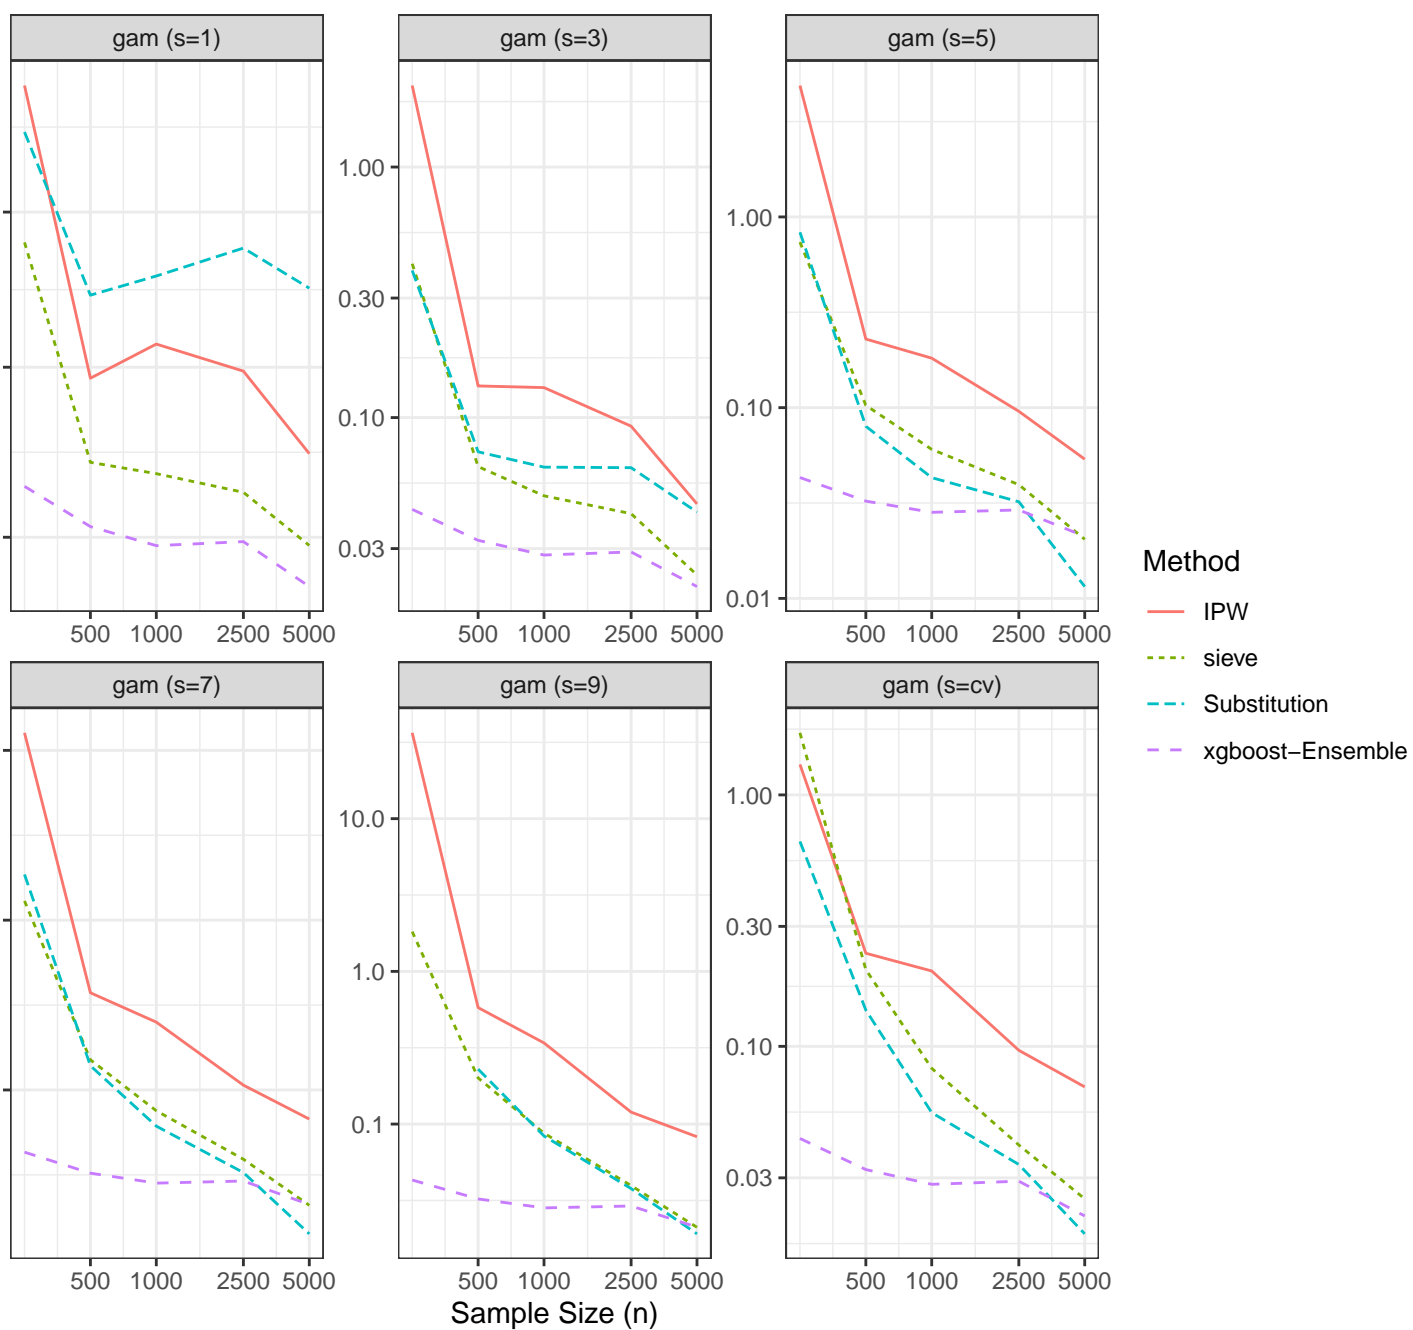 gam (s=1)
gam (s=3)
gam (s=5)
1.00
0.30
0.10
0.03
1.00
0.10
0.01
500 1000 2500 5000
500 1000 2500 5000
500 1000 2500 5000
gam (s=7)
gam (s=9)
gam (s=cv)
10.0
1.0
0.1
1.00
0.30
0.10
0.03
500 1000 2500 5000
500 1000 2500 5000
500 1000 2500 5000
Sample Size (n)
Method
IPW
sieve
Substitution
xgboost−Ensemble